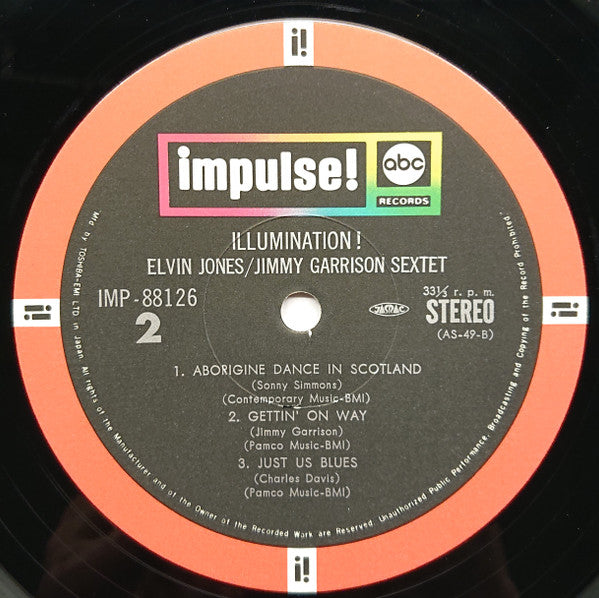 i!
impulse!
abc
RECORDS
ILLUMINATION!
ELVIN JONES/JIMMY GARRISON SEXTET
IMP-88126
2
JASRAC
33⅓ r. p. m.
STEREO
(AS-49-B)
1. ABORIGINE DANCE IN SCOTLAND
(Sonny Simmons)
(Contemporary Music-BMI)
2. GETTIN' ON WAY
(Jimmy Garrison)
(Pamco Music-BMI)
3. JUST US BLUES
(Charles Davis)
(Pamco Music-BMI)
i!
i!
i!
Mfd by TOSHIBA-EMI LTD in Japan. All rights of the Manufacturer and of the Owner of the Recorded Work are Reserved. Unauthorized Public Performance, Broadcasting and Copying of the Record Prohibited.